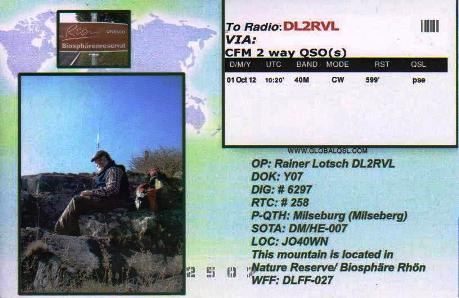 Rhön UNESCO
Biosphärenreservat
To Radio:DL2RVL
VIA:
CFM 2 way QSO(s)
D/M/Y UTC BAND MODE RST QSL
01 Oct 12 10:20' 40M CW 599' pse
WWW.GLOBALQSL.COM
OP: Rainer Lotsch DL2RVL
DOK: Y07
DIG: # 6297
RTC: # 258
P-QTH: Milseburg (Milseberg)
SOTA: DM/HE-007
LOC: JO40WN
This mountain is located in
Nature Reserve/ Biosphäre Rhön
WFF: DLFF-027